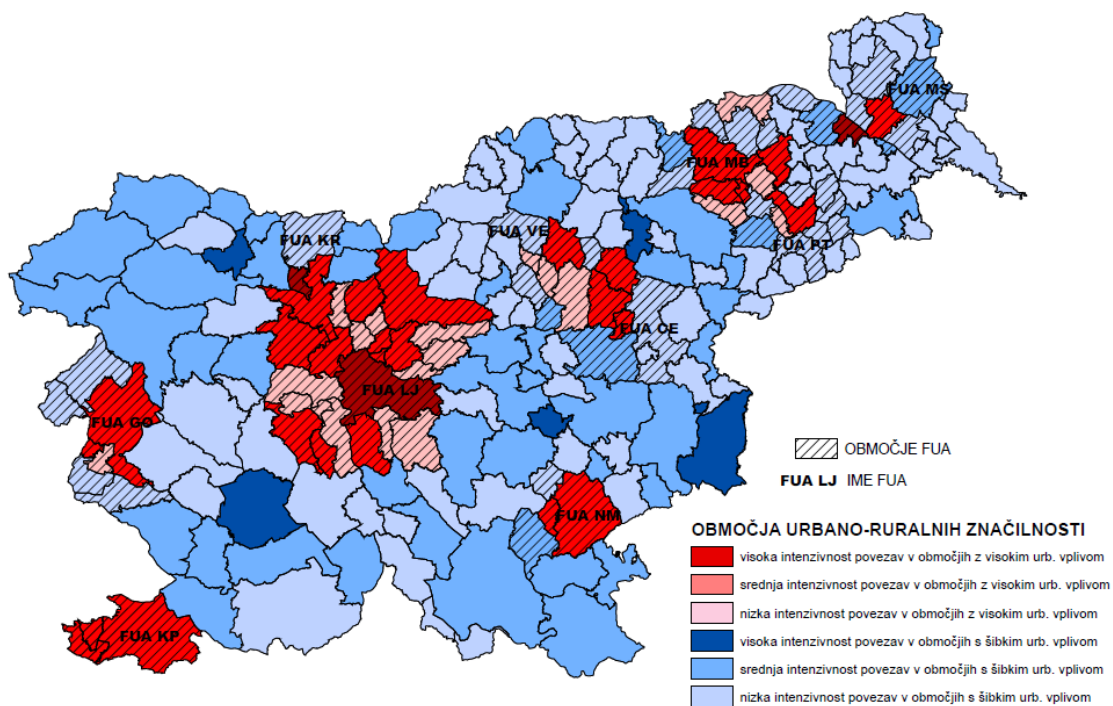 FUA MS
FUA MB
FUA VE
FUA KR
FUA PT
FUA CE
FUA LJ
FUA GO
OBMOČJE FUA
FUA LJ IME FUA
FUA NM
OBMOČJA URBANO-RURALNIH ZNAČILNOSTI
visoka intenzivnost povezav v območjih z visokim urb. vplivom
srednja intenzivnost povezav v območjih z visokim urb. vplivom
nizka intenzivnost povezav v območjih z visokim urb. vplivom
FUA KP
visoka intenzivnost povezav v območjih s šibkim urb. vplivom
srednja intenzivnost povezav v območjih s šibkim urb. vplivom
nizka intenzivnost povezav v območjih s šibkim urb. vplivom